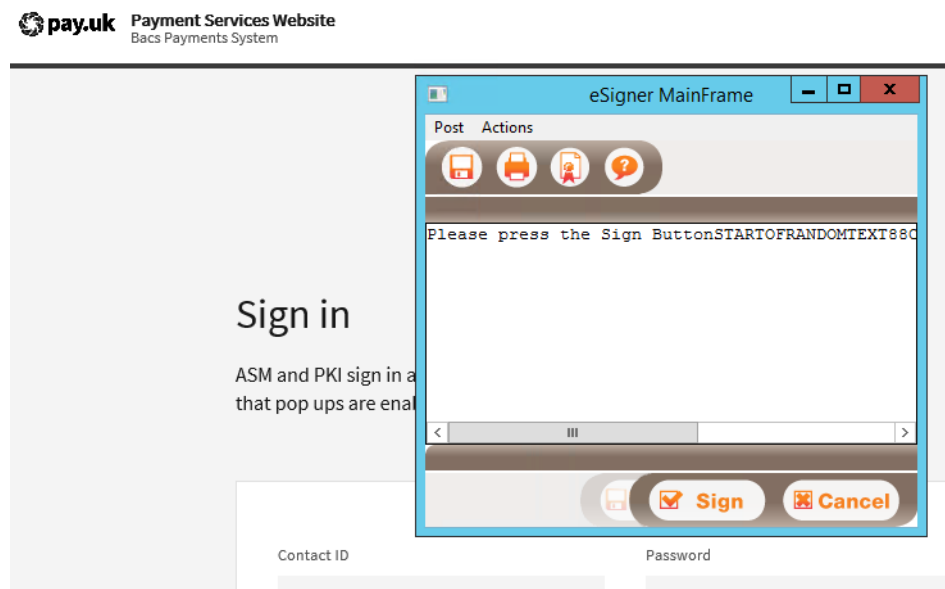 pay.uk
Payment Services Website
Bacs Payments System
eSigner MainFrame
Post Actions
Please press the Sign ButtonSTARTOFRANDOMTEXT88
Sign in
ASM and PKI sign in a
that pop ups are enal
Sign
Cancel
Contact ID
Password